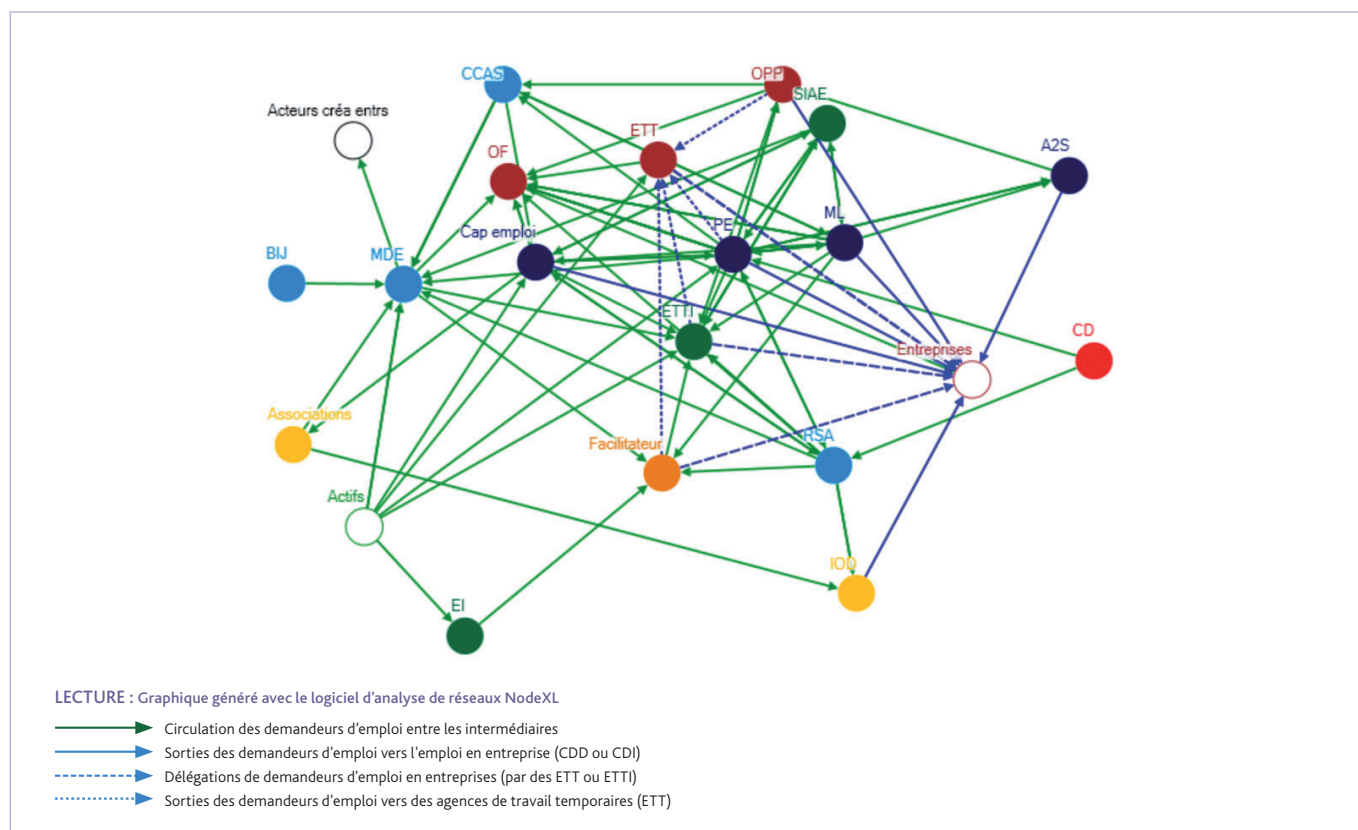 CCAS
OPP
SIAE
Acteurs créa entrs
ETT
OF
A2S
ML
PE
Cap emploi
BIJ
MDE
ETTI
CD
Entreprises
Associations
Facilitateur
RSA
Actifs
IOD
EI
LECTURE : Graphique généré avec le logiciel d'analyse de réseaux NodeXL
Circulation des demandeurs d'emploi entre les intermédiaires
Sorties des demandeurs d'emploi vers l'emploi en entreprise (CDD ou CDI)
Délégations de demandeurs d'emploi en entreprises (par des ETT ou ETTI)
Sorties des demandeurs d'emploi vers des agences de travail temporaires (ETT)